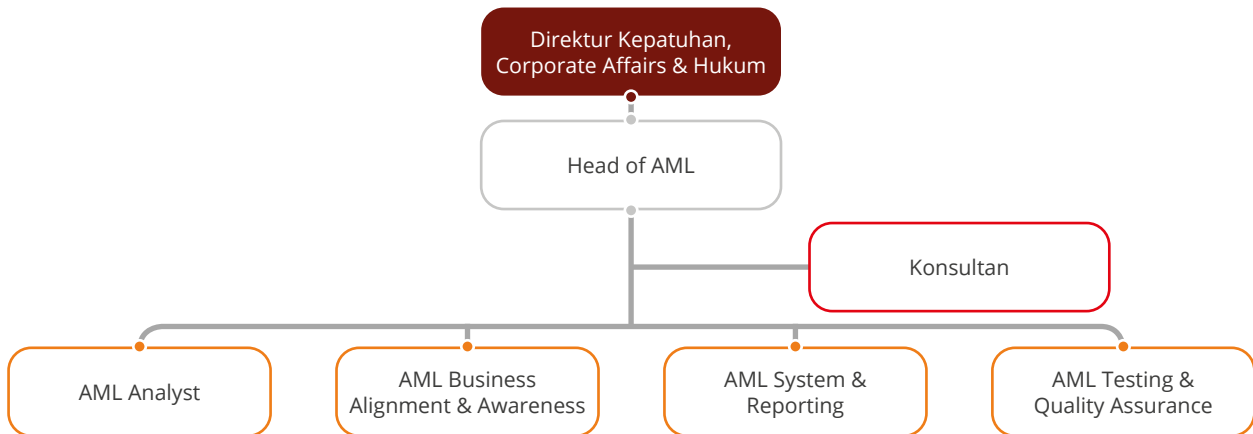 Direktur Kepatuhan,
Corporate Affairs & Hukum
Head of AML
Konsultan
AML Analyst
AML Business
Alignment & Awareness
AML System &
Reporting
AML Testing &
Quality Assurance